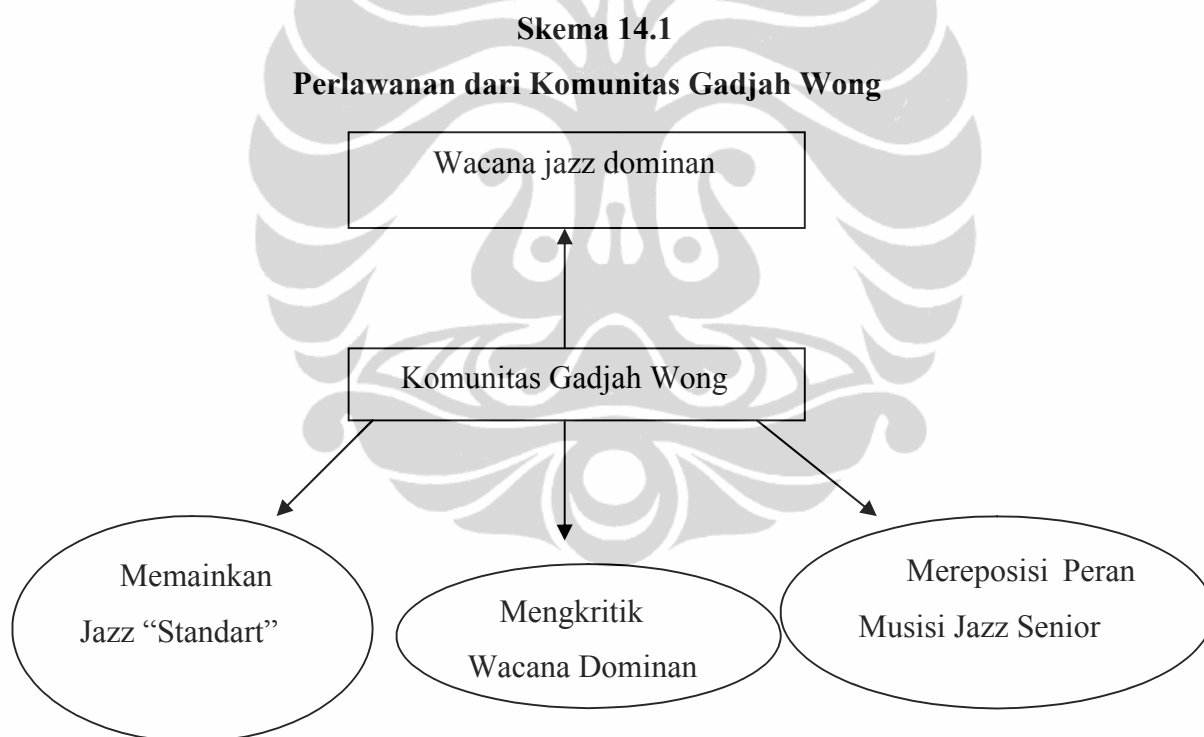 Skema 14.1
Perlawanan dari Komunitas Gadjah Wong
Wacana jazz dominan
Komunitas Gadjah Wong
Memainkan
Jazz “Standart”
Mengkritik
Wacana Dominan
Mereposisi Peran
Musisi Jazz Senior